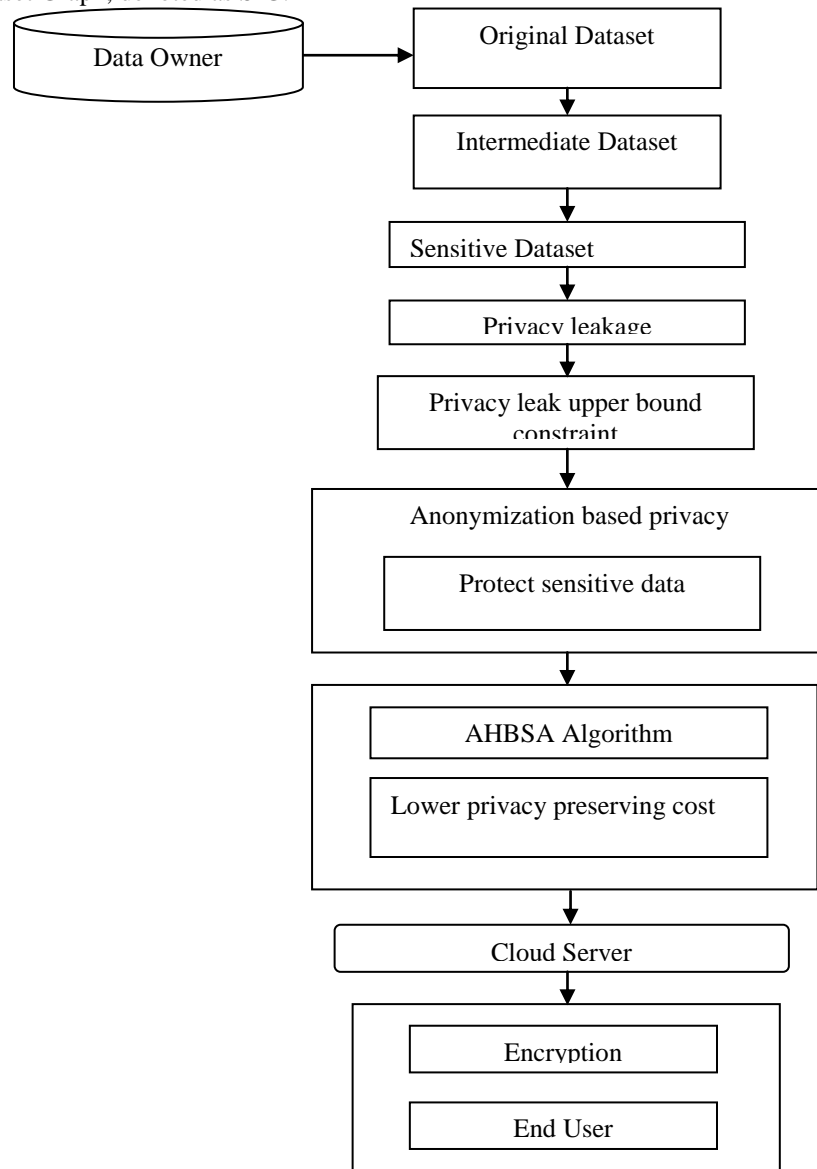 Data Owner
Original Dataset
Intermediate Dataset
Sensitive Dataset
Privacy leakage
Privacy leak upper bound
constraint
Anonymization based privacy
Protect sensitive data
AHBSA Algorithm
Lower privacy preserving cost
Cloud Server
Encryption
End User